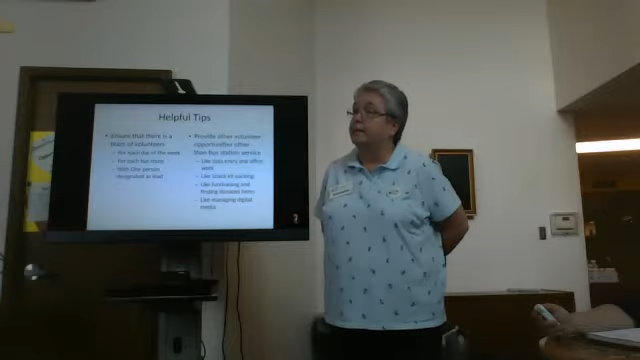 Helpful Tips
• Ensure that there is a
team of volunteers
– For each day of the week
– For each bus route
– With One person
designated as lead
• Provide other volunteer
opportunities other
than bus station service
– Like data entry and office
work
– Like Snack kit packing
– Like fundraising and
finding donated items
– Like managing digital
media